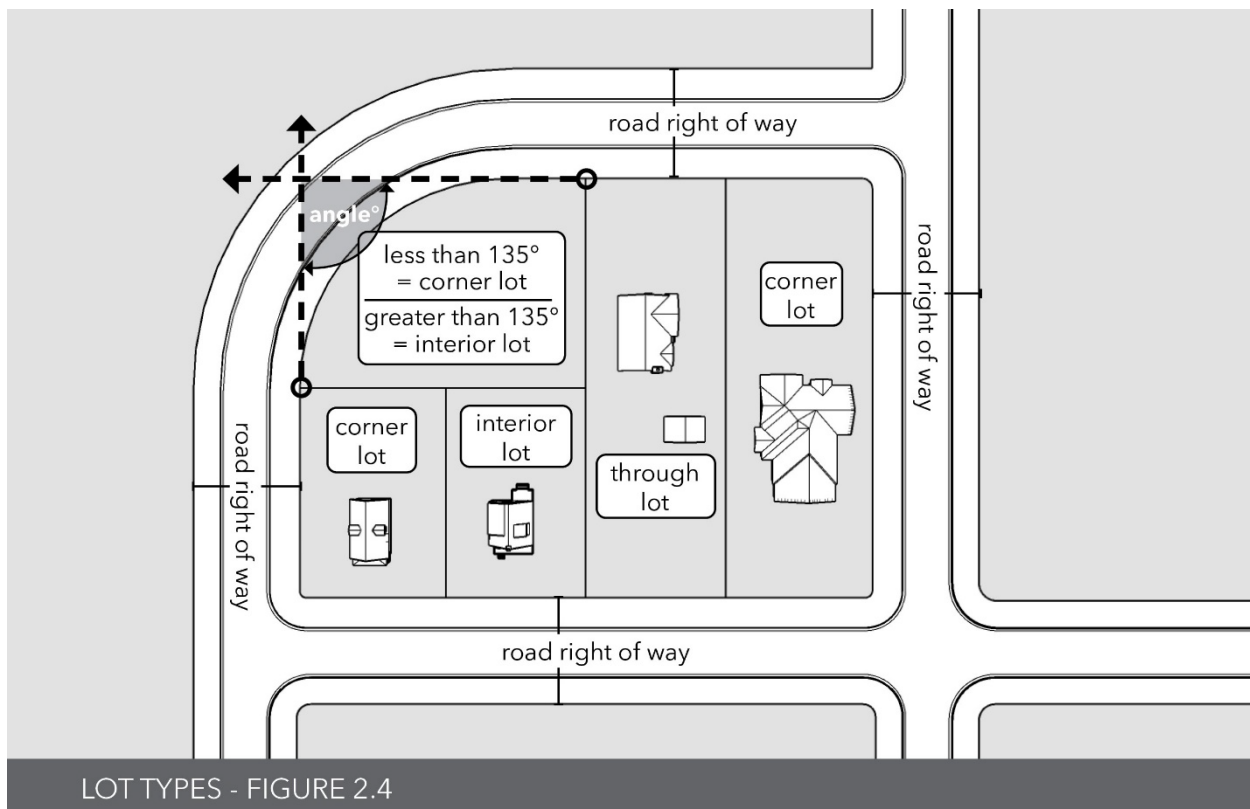 road right of way
angle°
less than 135°
= corner lot
greater than 135°
= interior lot
corner
lot
road right of way
corner
lot
interior
lot
through
lot
road right of way
road right of way
LOT TYPES - FIGURE 2.4